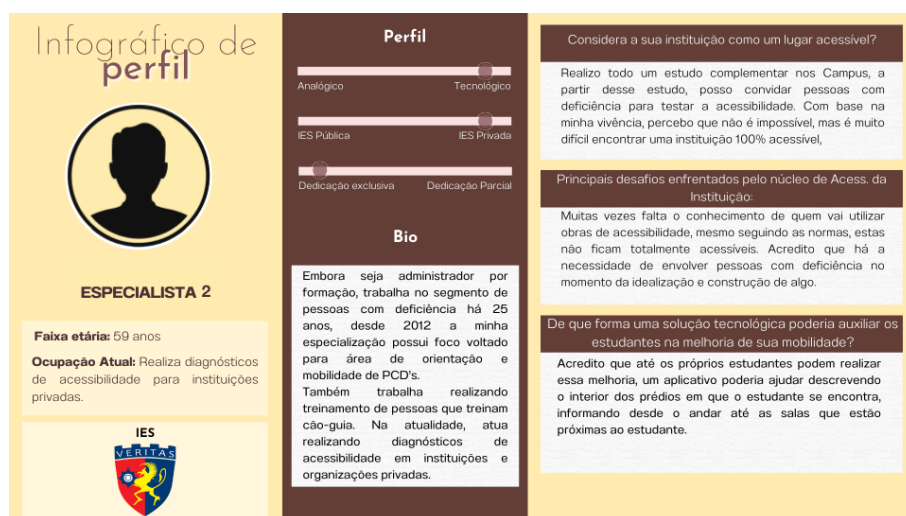 Infográfico de
perfil
ESPECIALISTA 2
Faixa etária: 59 anos
Ocupação Atual: Realiza diagnósticos
de acessibilidade para instituições
privadas.
IES
VERITAS
Perfil
Analógico Tecnológico
IES Pública IES Privada
Dedicação exclusiva Dedicação Parcial
Bio
Embora seja administrador por
formação, trabalha no segmento de
pessoas com deficiência há 25
anos, desde 2012 a minha
especialização possui foco voltado
para área de orientação e
mobilidade de PCD's.
Também trabalha realizando
treinamento de pessoas que treinam
cão-guia. Na atualidade, atua
realizando diagnósticos de
acessibilidade em instituições e
organizações privadas.
Considera a sua instituição como um lugar acessível?
Realizo todo um estudo complementar nos Campus, a
partir desse estudo, posso convidar pessoas com
deficiência para testar a acessibilidade. Com base na
minha vivência, percebo que não é impossível, mas é muito
difícil encontrar uma instituição 100% acessível,
Principais desafios enfrentados pelo núcleo de Acess. da
Instituição:
Muitas vezes falta o conhecimento de quem vai utilizar
obras de acessibilidade, mesmo seguindo as normas, estas
não ficam totalmente acessíveis. Acredito que há a
necessidade de envolver pessoas com deficiência no
momento da idealização e construção de algo.
De que forma uma solução tecnológica poderia auxiliar os
estudantes na melhoria de sua mobilidade?
Acredito que até os próprios estudantes podem realizar
essa melhoria, um aplicativo poderia ajudar descrevendo
o interior dos prédios em que o estudante se encontra,
informando desde o andar até as salas que estão
próximas ao estudante.